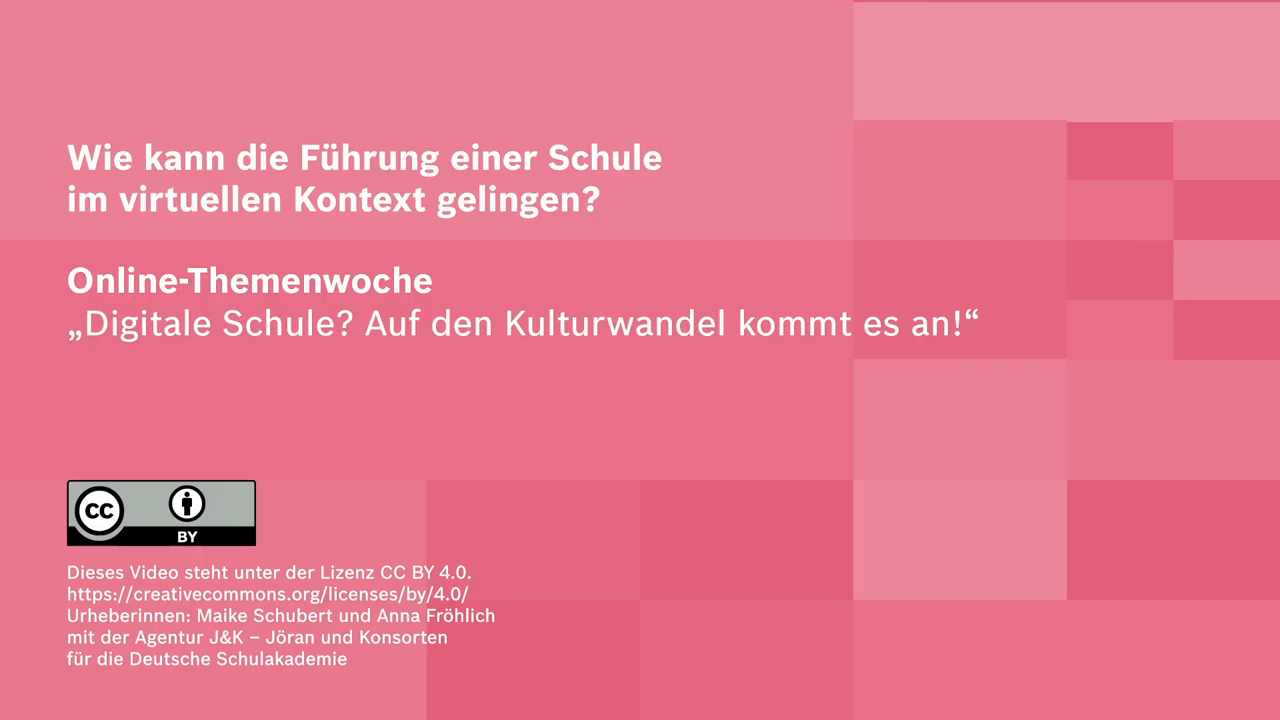 Wie kann die Führung einer Schule
im virtuellen Kontext gelingen?
Online-Themenwoche
„Digitale Schule? Auf den Kulturwandel kommt es an!“
CC
BY
Dieses Video steht unter der Lizenz CC BY 4.0.
https://creativecommons.org/licenses/by/4.0/
Urheberinnen: Maike Schubert und Anna Fröhlich
mit der Agentur J&K – Jöran und Konsorten
für die Deutsche Schulakademie